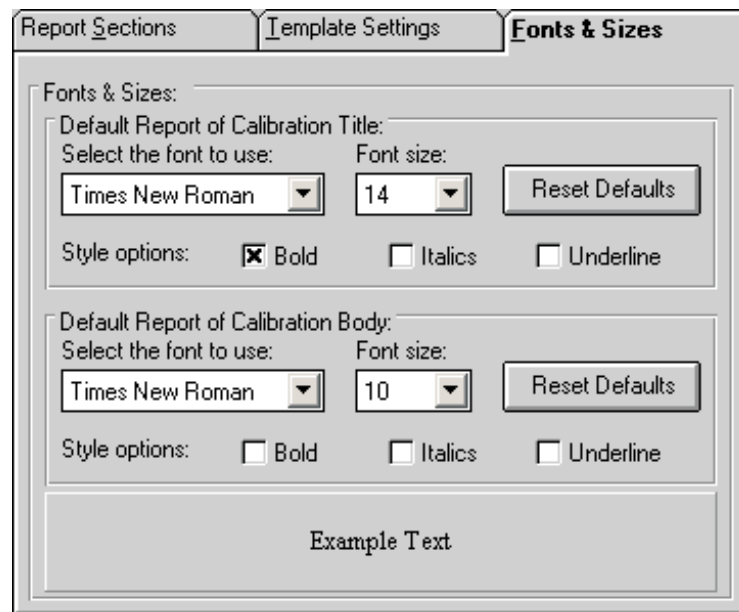 Report Sections Template Settings Fonts & Sizes
Fonts & Sizes:
Default Report of Calibration Title:
Select the font to use: Font size:
Times New Roman 14 Reset Defaults
Style options: Bold Italics Underline
Default Report of Calibration Body:
Select the font to use: Font size:
Times New Roman 10 Reset Defaults
Style options: Bold Italics Underline
Example Text